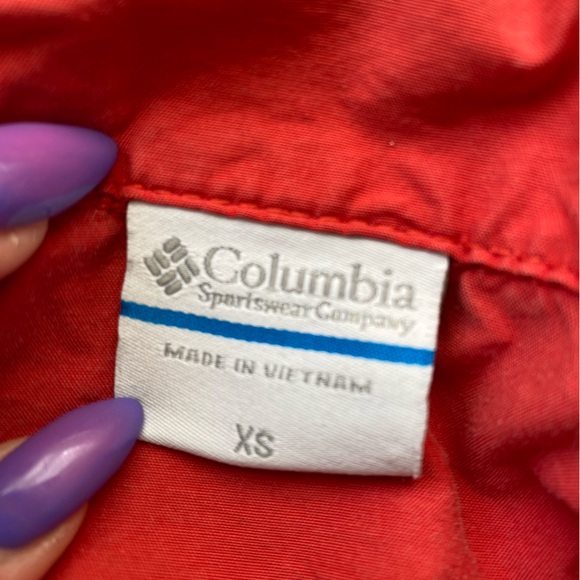 Columbia
Sportswear Company
MADE IN VIETNAM
XS